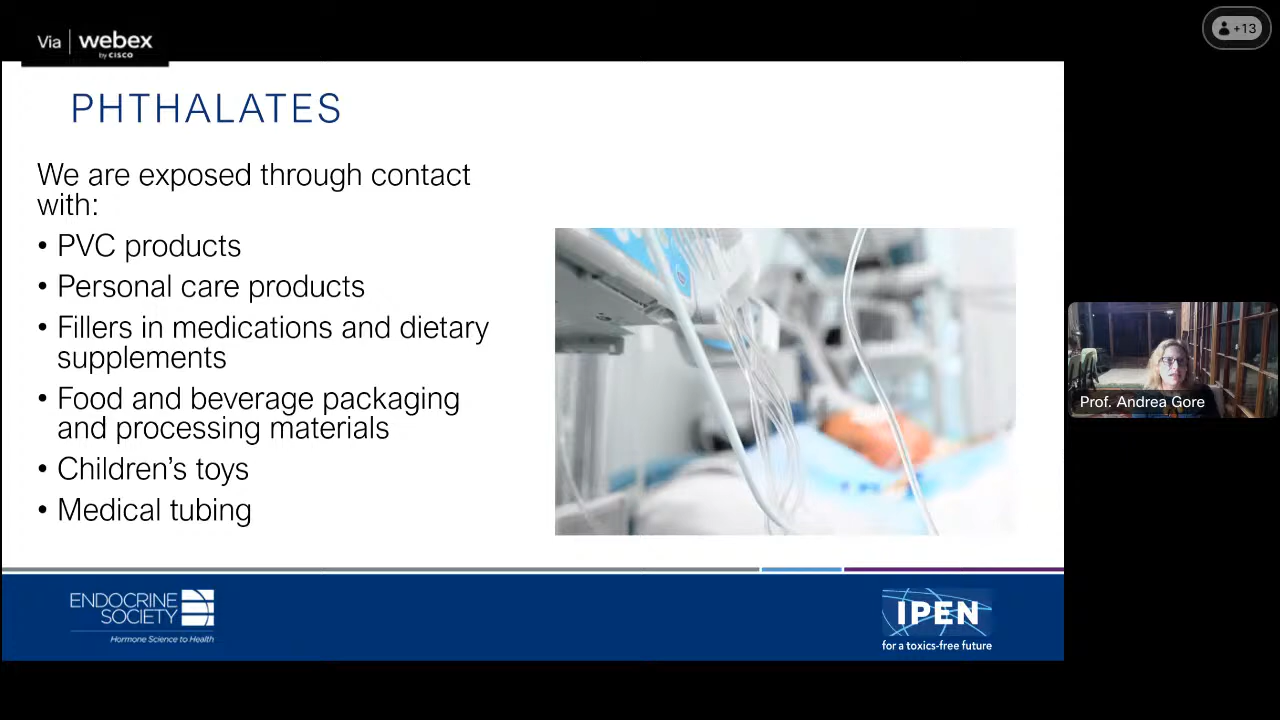 Via | webex
by CISCO
+13
PHTHALATES
We are exposed through contact
with:
• PVC products
• Personal care products
• Fillers in medications and dietary
supplements
• Food and beverage packaging
and processing materials
• Children’s toys
• Medical tubing
Prof. Andrea Gore
ENDOCRINE
SOCIETY
Hormone Science to Health
IPEN
for a toxics-free future